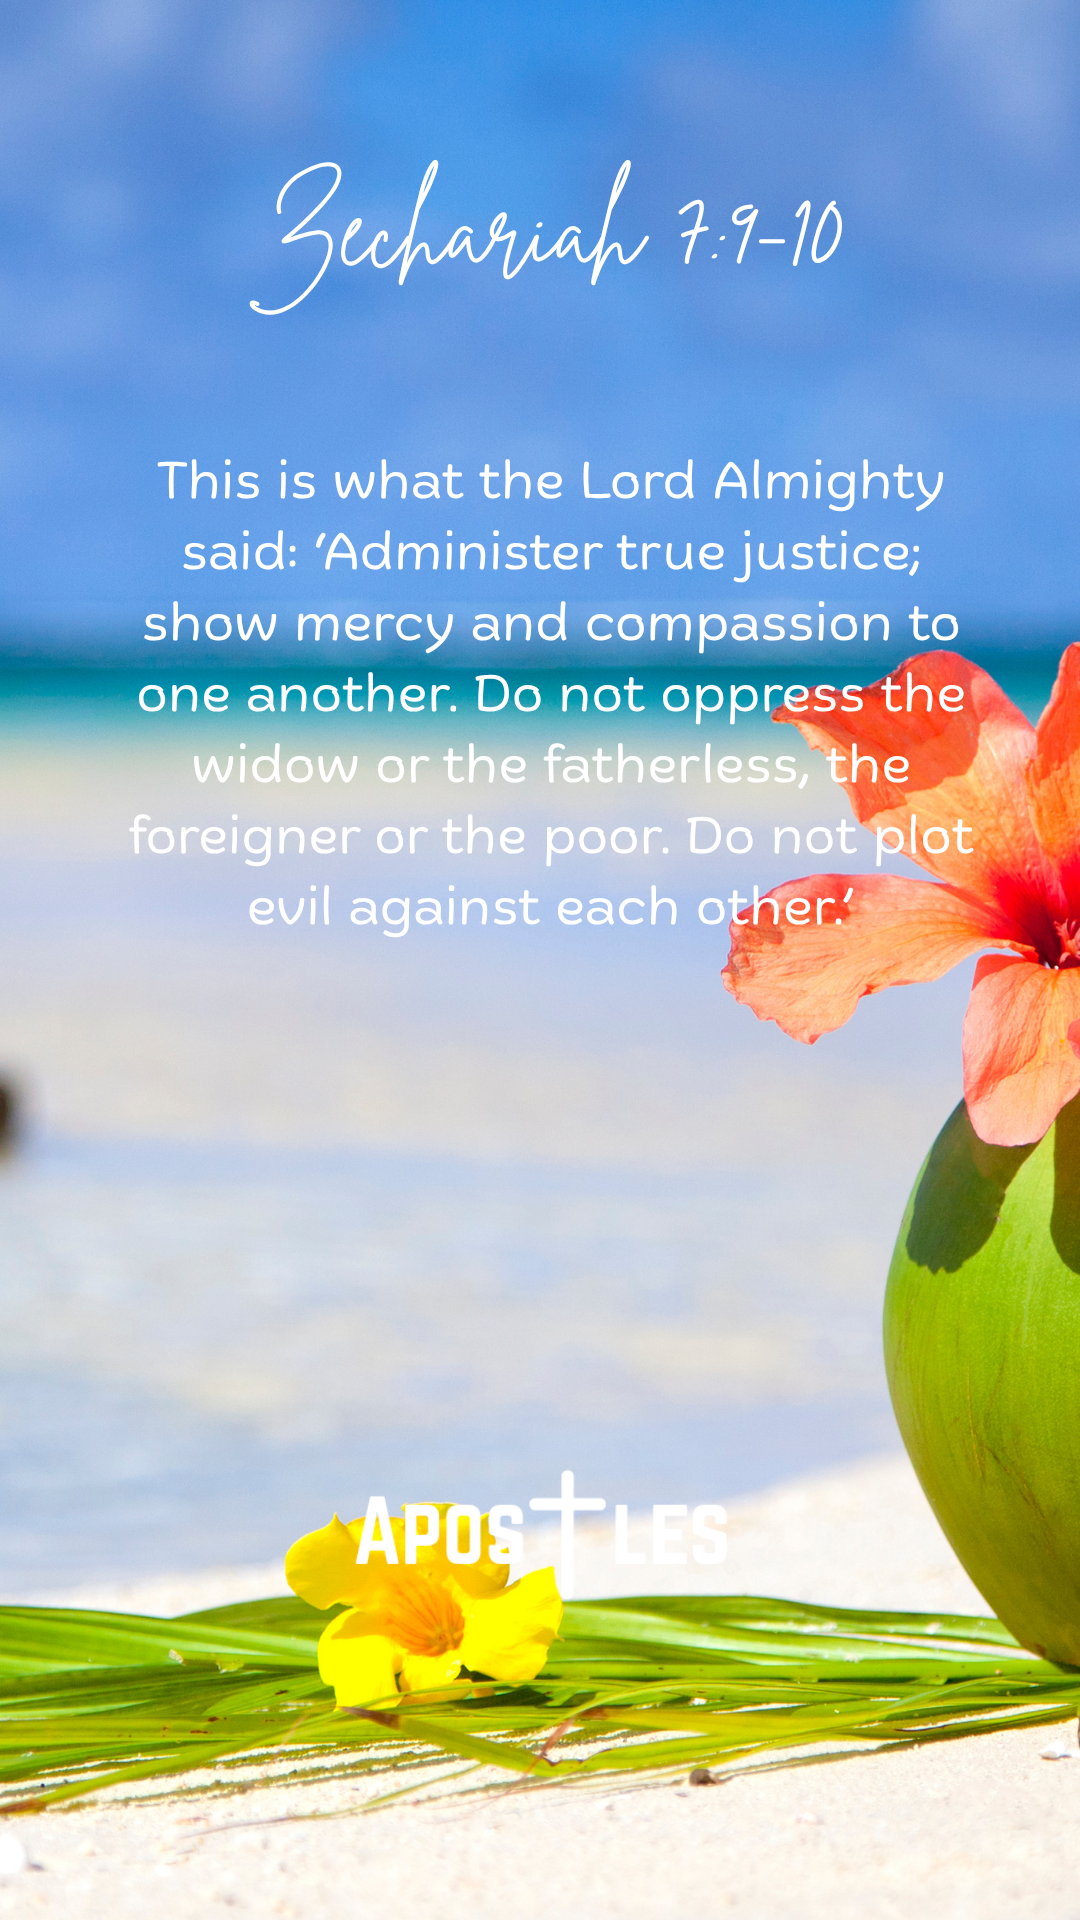 Zechariah 7:9-10
This is what the Lord Almighty
said: ‘Administer true justice;
show mercy and compassion to
one another. Do not oppress the
widow or the fatherless, the
foreigner or the poor. Do not plot
evil against each other.’
APOSTLES